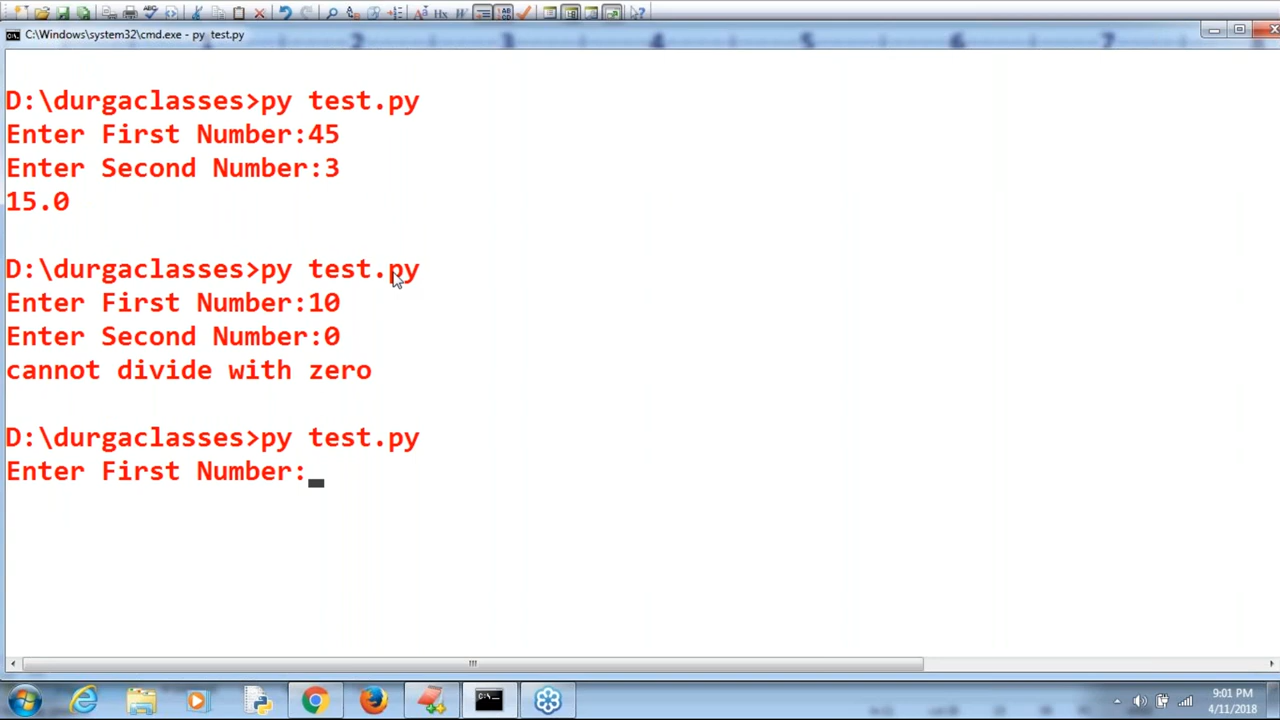 C:\Windows\system32\cmd.exe - py  test.py
D:\durgaclasses>py test.py
Enter First Number:45
Enter Second Number:3
15.0
D:\durgaclasses>py test.py
Enter First Number:10
Enter Second Number:0
cannot divide with zero
D:\durgaclasses>py test.py
Enter First Number:
9:01 PM
4/11/2018